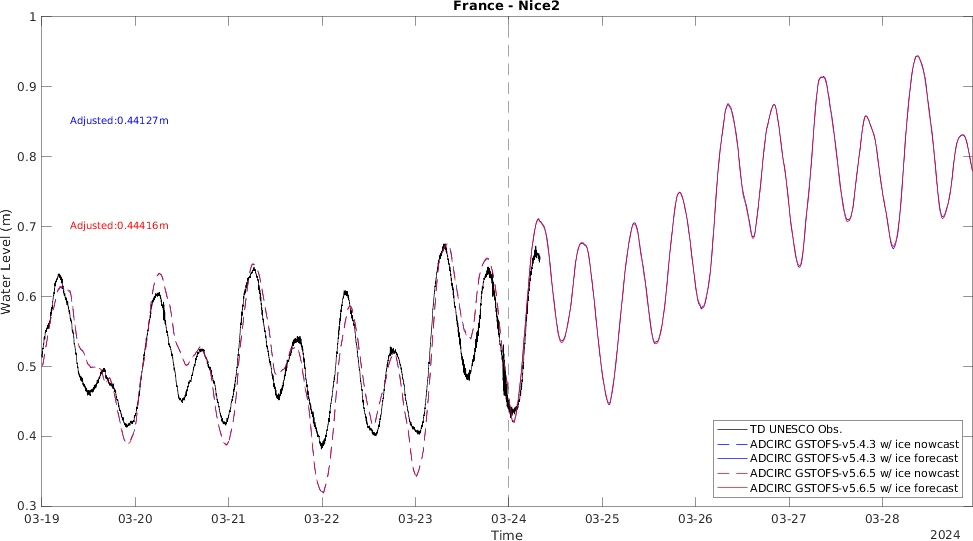 France - Nice2
1
0.9
0.8
0.7
0.6
0.5
0.4
0.3
Water Level (m)
Adjusted:0.44127m
Adjusted:0.44416m
TD UNESCO Obs.
ADCIRC GSTOFS-v5.4.3 w/ ice nowcast
ADCIRC GSTOFS-v5.4.3 w/ ice forecast
ADCIRC GSTOFS-v5.6.5 w/ ice nowcast
ADCIRC GSTOFS-v5.6.5 w/ ice forecast
03-19 03-20 03-21 03-22 03-23 03-24 03-25 03-26 03-27 03-28
Time
2024